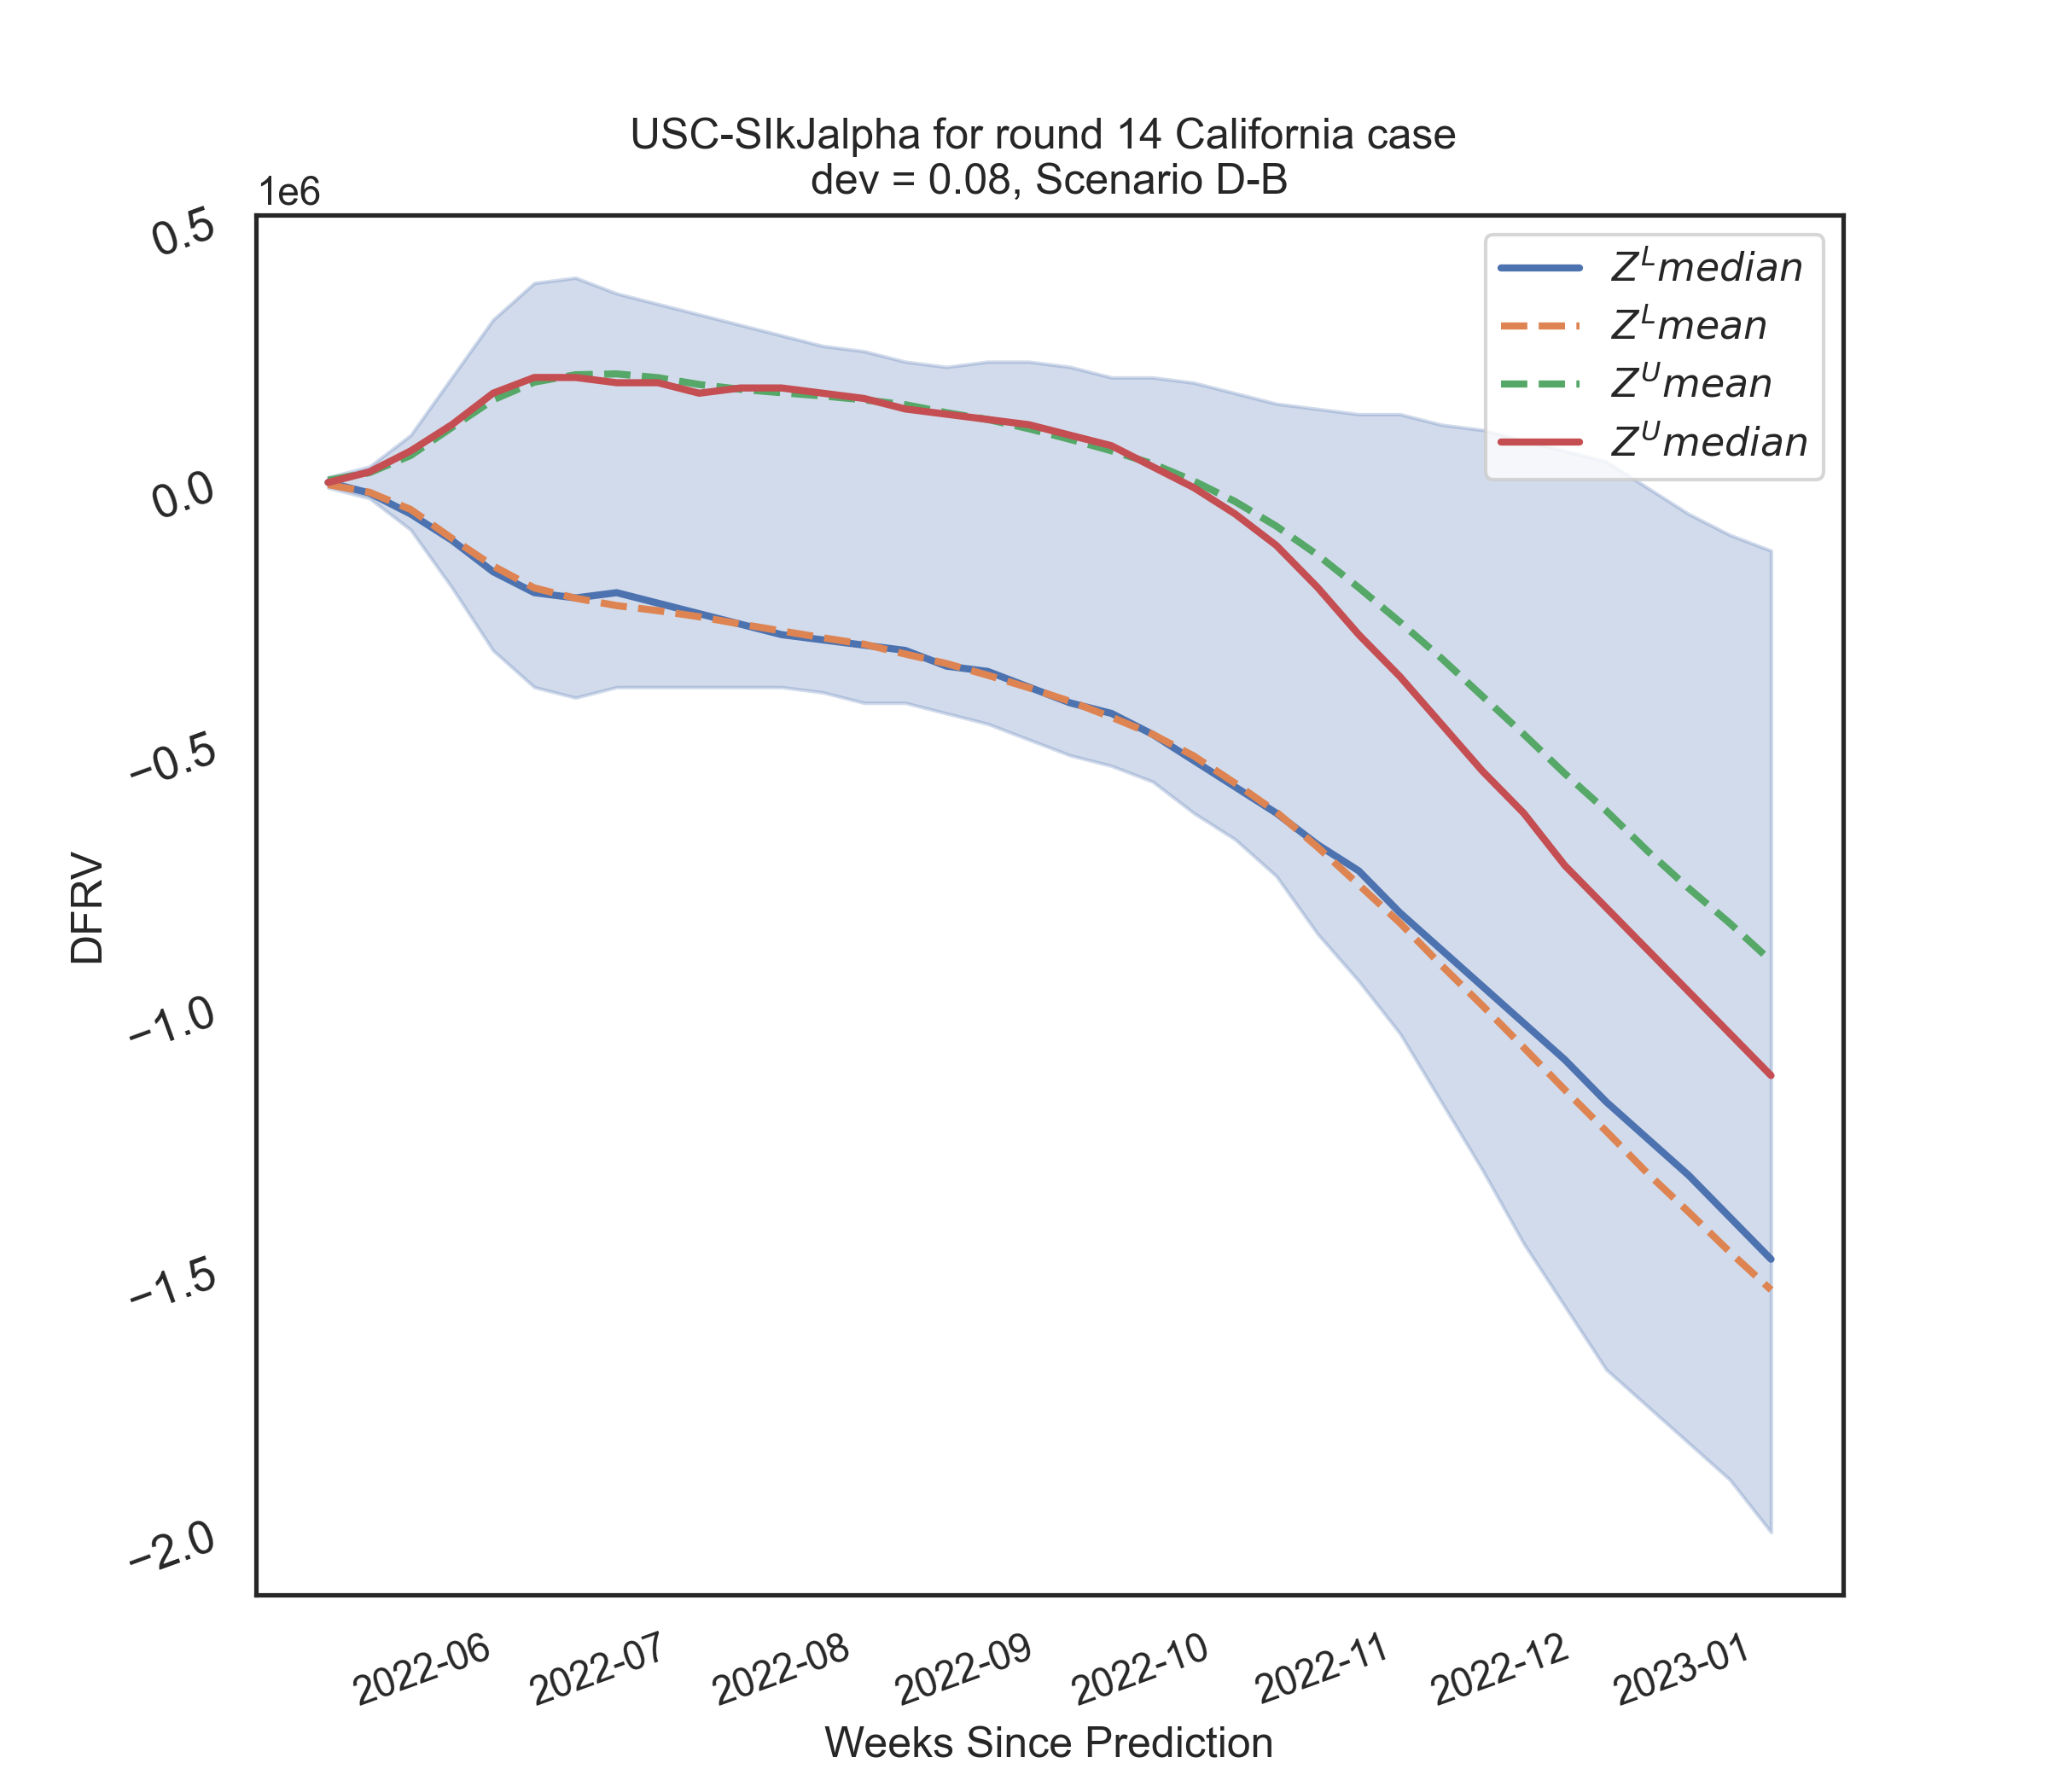 USC-SIkJalpha for round 14 California case
dev = 0.08, Scenario D-B
1e6
0.5
0.0
−0.5
−1.0
−1.5
−2.0
DFRV
Z^L median
Z^L mean
Z^U mean
Z^U median
2022-06
2022-07
2022-08
2022-09
2022-10
2022-11
2022-12
2023-01
Weeks Since Prediction